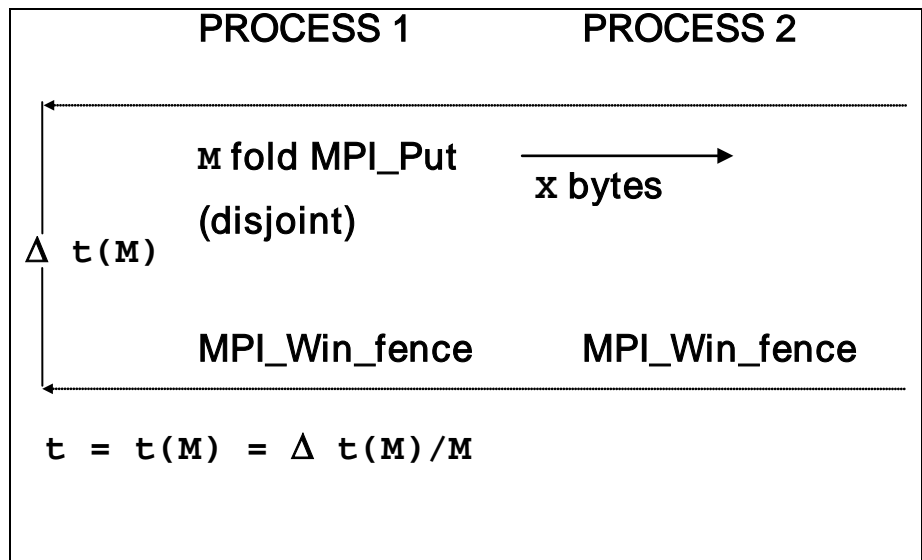 PROCESS 1 PROCESS 2
M fold MPI_Put
X bytes
(disjoint)
Δ t(M)
MPI_Win_fence MPI_Win_fence
t = t(M) = Δ t(M)/M